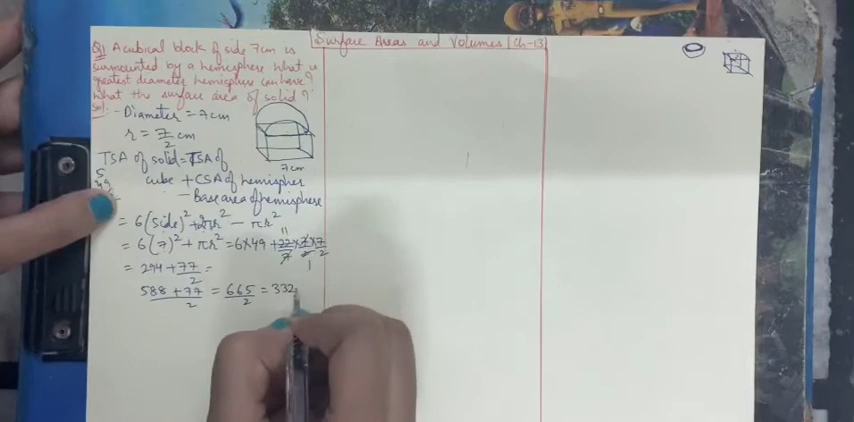 Surface Areas and Volumes | Ch-13
Q1 A cubical block of side 7cm is
surmounted by a hemisphere what is
greatest diameter hemisphere can have?
What the surface area of solid?
Sol:- Diameter = 7cm
r = 7/2 cm
7cm
TSA of solid = TSA of
cube + CSA of hemispher
- Base area of hemisphere
= 6(side)² + 2πr² - πr²
= 6(7)² + πr² = 6×49 + 22/7 × 7/2 × 7/2
= 294 + 77/2 =
588 + 77/2 = 665/2 = 332